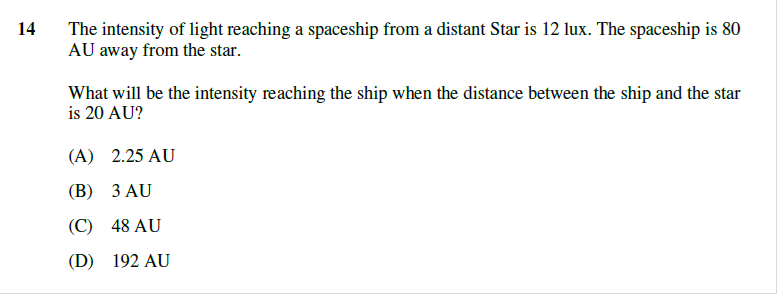 14 The intensity of light reaching a spaceship from a distant Star is 12 lux. The spaceship is 80
AU away from the star.
What will be the intensity reaching the ship when the distance between the ship and the star
is 20 AU?
(A) 2.25 AU
(B) 3 AU
(C) 48 AU
(D) 192 AU